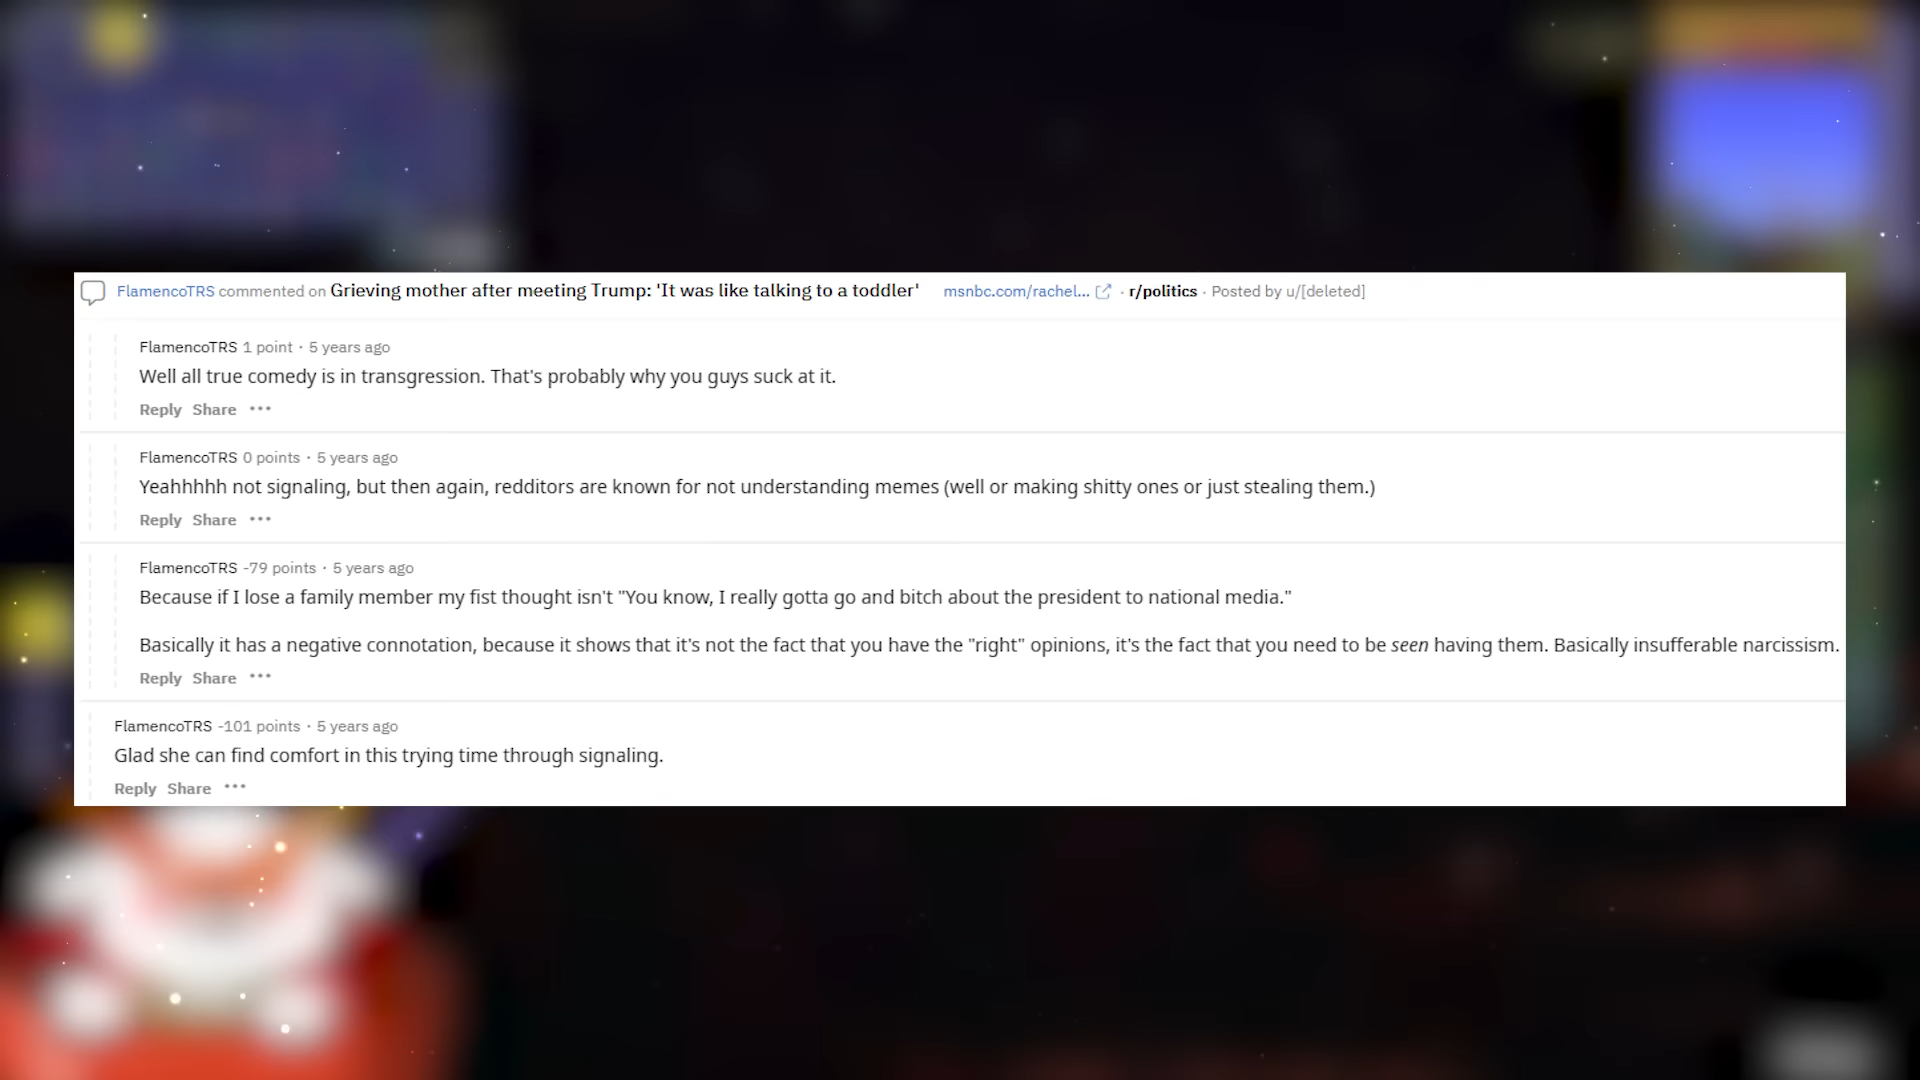 FlamencoTRS commented on Grieving mother after meeting Trump: 'It was like talking to a toddler' msnbc.com/rachel... · r/politics · Posted by u/[deleted]
FlamencoTRS 1 point · 5 years ago
Well all true comedy is in transgression. That's probably why you guys suck at it.
Reply Share ···
FlamencoTRS 0 points · 5 years ago
Yeahhhhh not signaling, but then again, redditors are known for not understanding memes (well or making shitty ones or just stealing them.)
Reply Share ···
FlamencoTRS -79 points · 5 years ago
Because if I lose a family member my fist thought isn't "You know, I really gotta go and bitch about the president to national media."
Basically it has a negative connotation, because it shows that it's not the fact that you have the "right" opinions, it's the fact that you need to be seen having them. Basically insufferable narcissism.
Reply Share ···
FlamencoTRS -101 points · 5 years ago
Glad she can find comfort in this trying time through signaling.
Reply Share ···